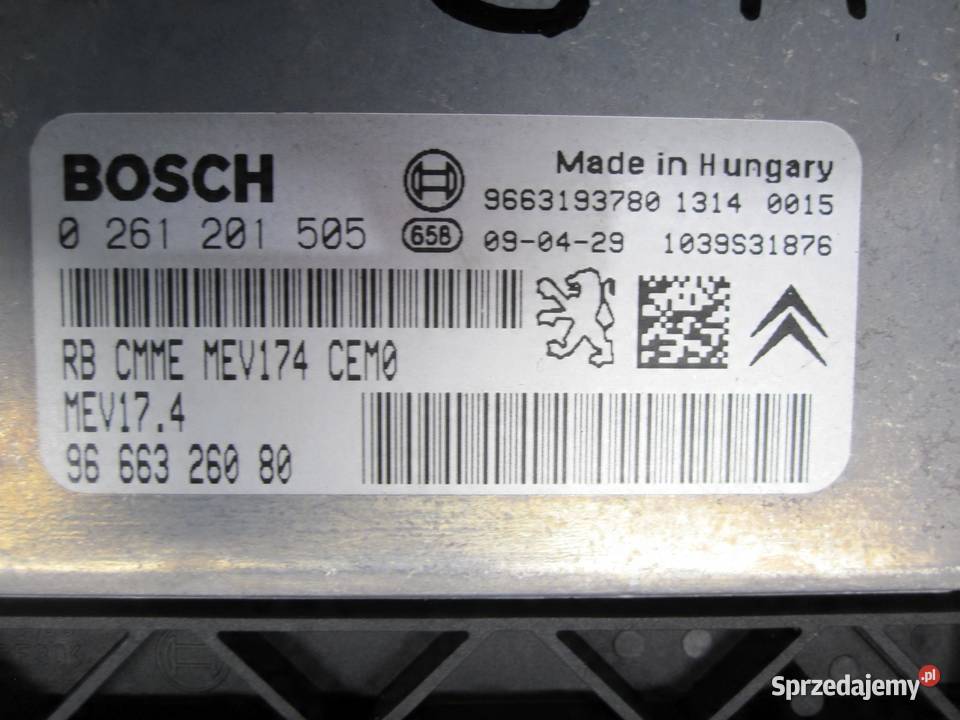 BOSCH
Made in Hungary
9663193780 1314 0015
0 261 201 505
658
09-04-29 1039S31876
RB CMME MEV174 CEM0
MEV17.4
96 663 260 80
Sprzedajemy.pl